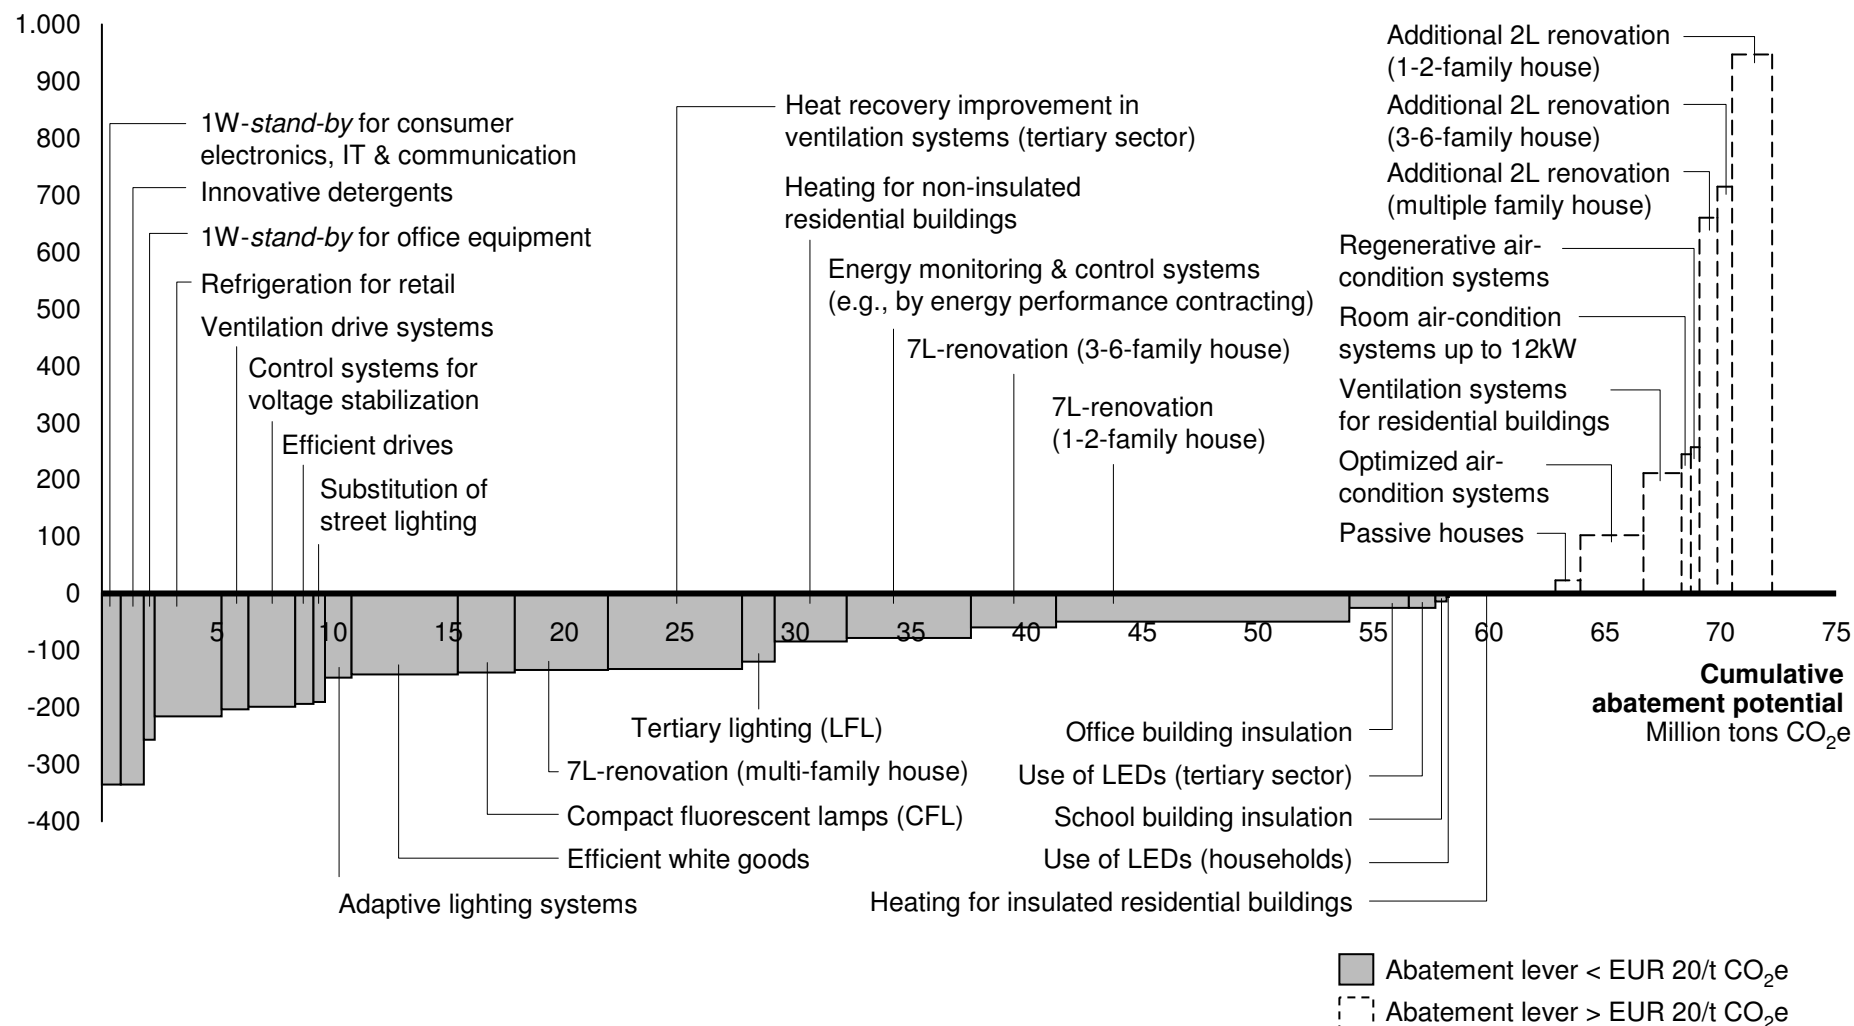 1.000
900
800
700
600
500
400
300
200
100
0
-100
-200
-300
-400
1W-stand-by for consumer
electronics, IT & communication
Innovative detergents
1W-stand-by for office equipment
Refrigeration for retail
Ventilation drive systems
Control systems for
voltage stabilization
Efficient drives
Substitution of
street lighting
Heat recovery improvement in
ventilation systems (tertiary sector)
Heating for non-insulated
residential buildings
Energy monitoring & control systems
(e.g., by energy performance contracting)
7L-renovation (3-6-family house)
7L-renovation
(1-2-family house)
Additional 2L renovation
(1-2-family house)
Additional 2L renovation
(3-6-family house)
Additional 2L renovation
(multiple family house)
Regenerative air-
condition systems
Room air-condition
systems up to 12kW
Ventilation systems
for residential buildings
Optimized air-
condition systems
Passive houses
5 10 15 20 25 30 35 40 45 50 55 60 65 70 75
Cumulative
abatement potential
Million tons CO₂e
Tertiary lighting (LFL)
7L-renovation (multi-family house)
Compact fluorescent lamps (CFL)
Efficient white goods
Adaptive lighting systems
Office building insulation
Use of LEDs (tertiary sector)
School building insulation
Use of LEDs (households)
Heating for insulated residential buildings
Abatement lever < EUR 20/t CO₂e
Abatement lever > EUR 20/t CO₂e